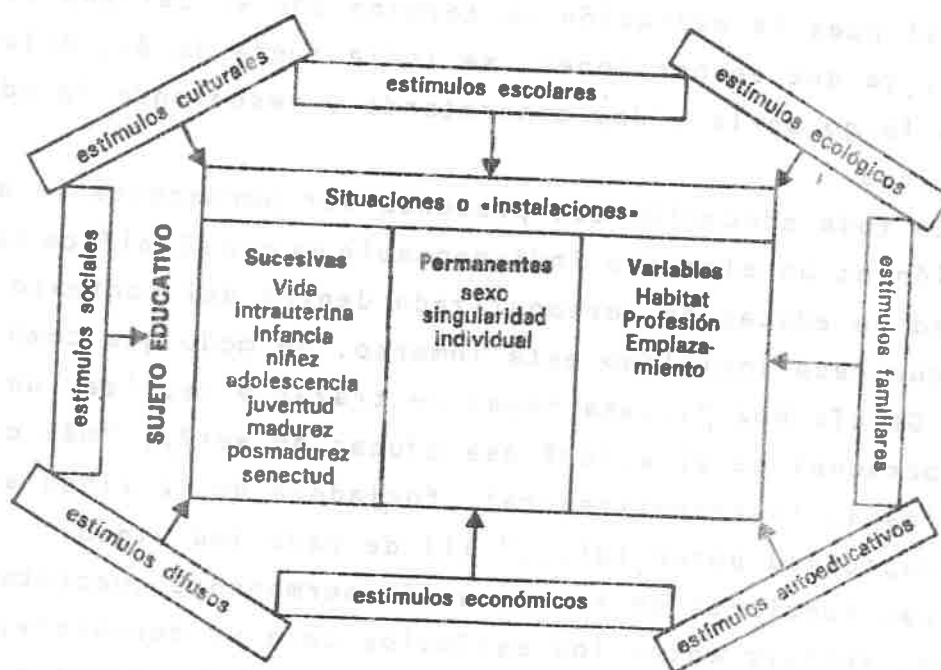 estímulos culturales
estímulos escolares
estímulos ecológicos
Situaciones o «instalaciones»
estímulos sociales
SUJETO EDUCATIVO
Sucesivas
Vida
intrauterina
infancia
niñez
adolescencia
juventud
madurez
posmadurez
senectud
Permanentes
sexo
singularidad
individual
Variables
Habitat
Profesión
Emplaza-
miento
estímulos familiares
estímulos difusos
estímulos económicos
estímulos autoeducativos